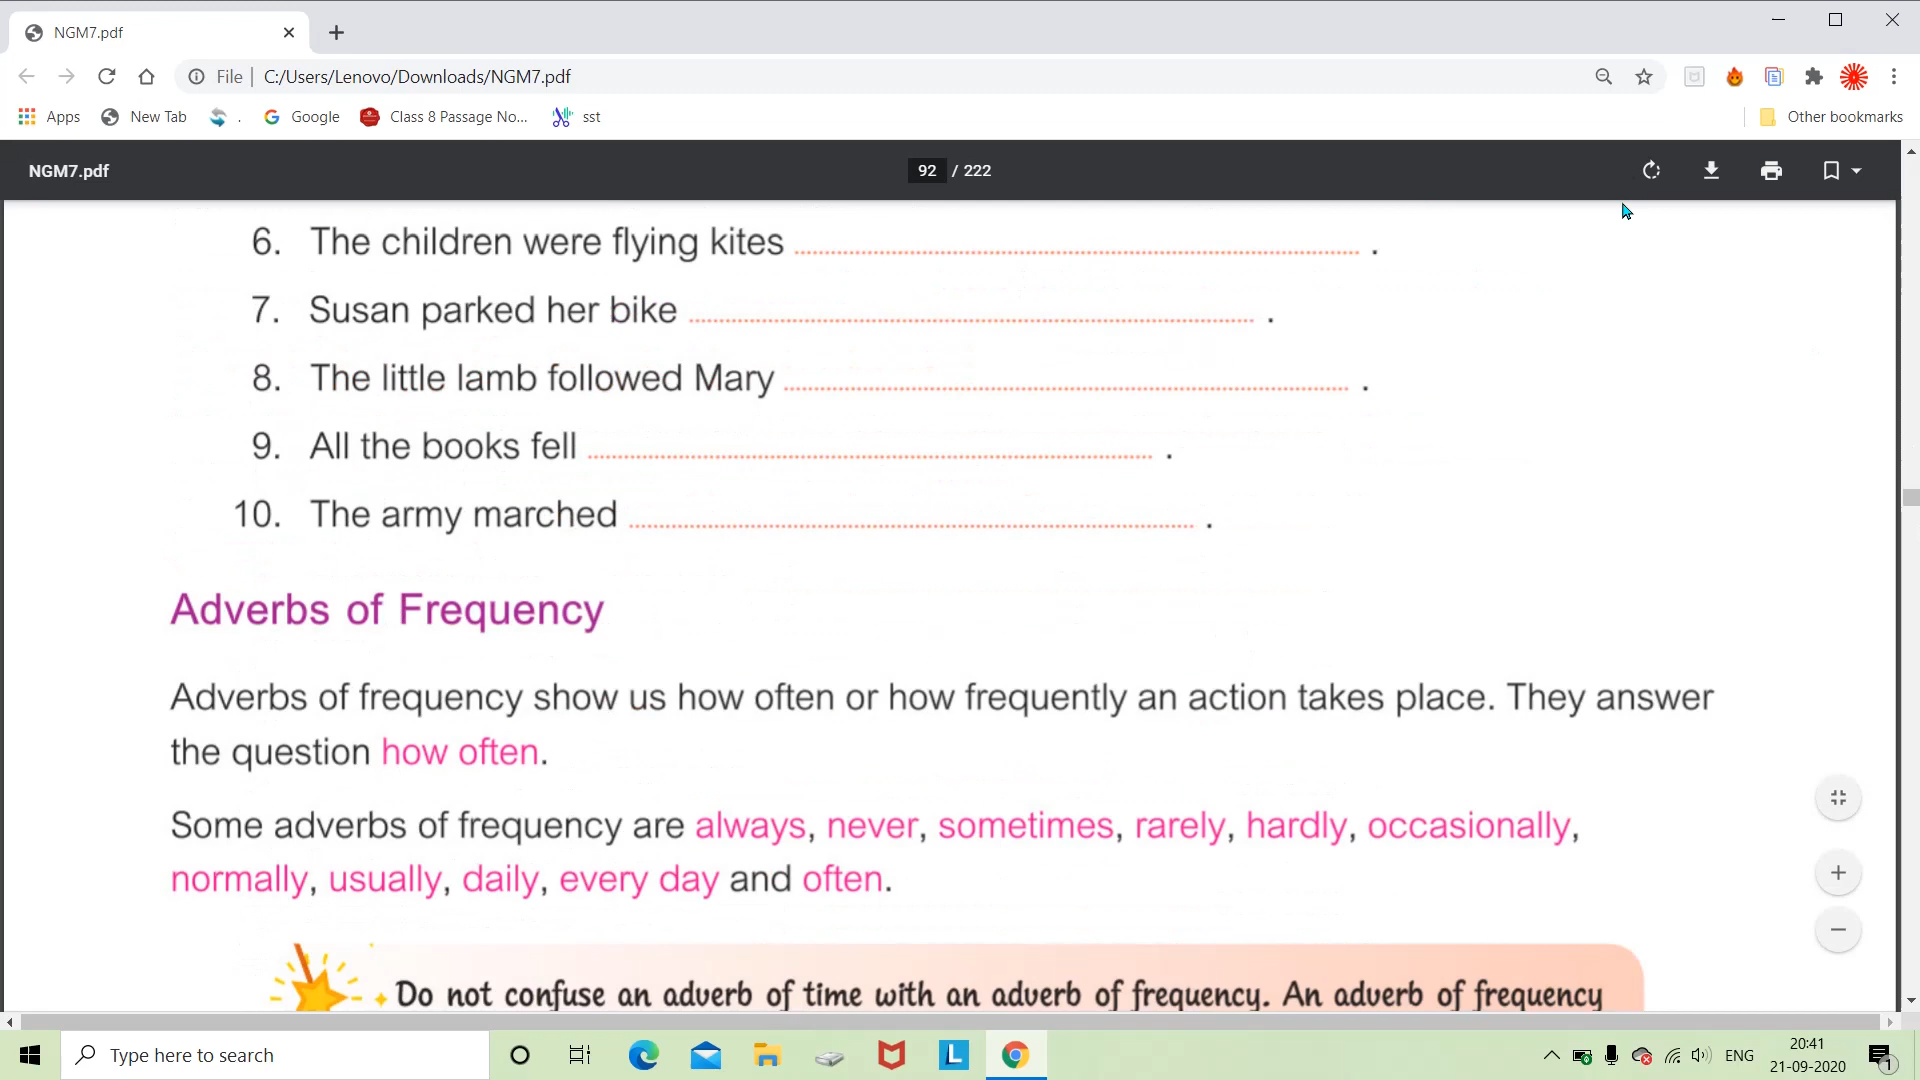 NGM7.pdf
File C:/Users/Lenovo/Downloads/NGM7.pdf
Apps New Tab . Google Class 8 Passage No... sst Other bookmarks
NGM7.pdf 92 / 222
6. The children were flying kites .
7. Susan parked her bike .
8. The little lamb followed Mary .
9. All the books fell .
10. The army marched .
Adverbs of Frequency
Adverbs of frequency show us how often or how frequently an action takes place. They answer
the question how often.
Some adverbs of frequency are always, never, sometimes, rarely, hardly, occasionally,
normally, usually, daily, every day and often.
Do not confuse an adverb of time with an adverb of frequency. An adverb of frequency
Type here to search L ENG 20:41
21-09-2020 1